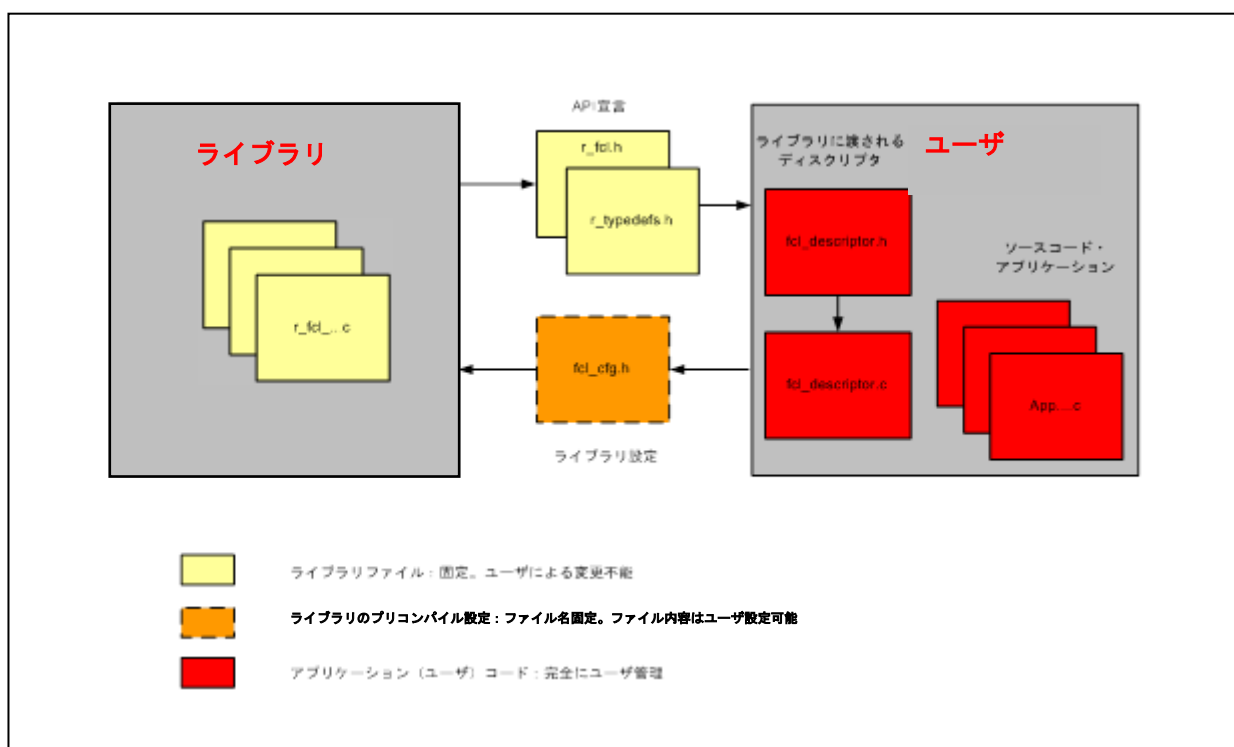 API宣言
ライブラリ
r_fcl.h
r_typedefs.h
ライブラリに渡される
ディスクリプタ
ユーザ
fcl_descriptor.h
ソースコード・
アプリケーション
r_fcl_... c
fcl_cfg.h
fcl_descriptor.c
App....c
ライブラリ設定
ライブラリファイル：固定。ユーザによる変更不能
ライブラリのプリコンパイル設定：ファイル名固定。ファイル内容はユーザ設定可能
アプリケーション（ユーザ）コード：完全にユーザ管理